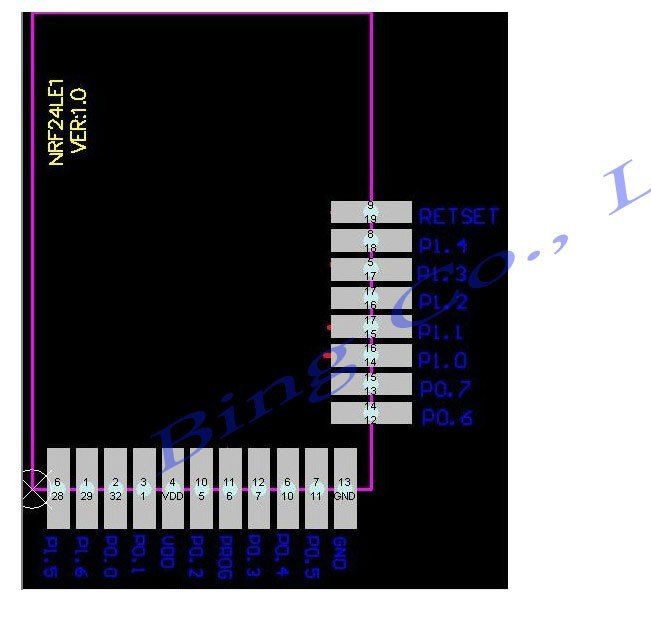 NRF24LE1
VER:1.0
9
19
RETSET
8
18
P1.4
5
17
P1.3
17
16
P1.2
17
15
P1.1
16
14
P1.0
15
13
P0.7
14
12
P0.6
6 1 2 3 4 10 11 12 6 7 13
28 29 32 1 VDD 5 6 7 10 11 GND
P1.5 P1.6 P0.0 P0.1 VDD P0.2 PROG P0.3 P0.4 P0.5 GND
Bing Co., L